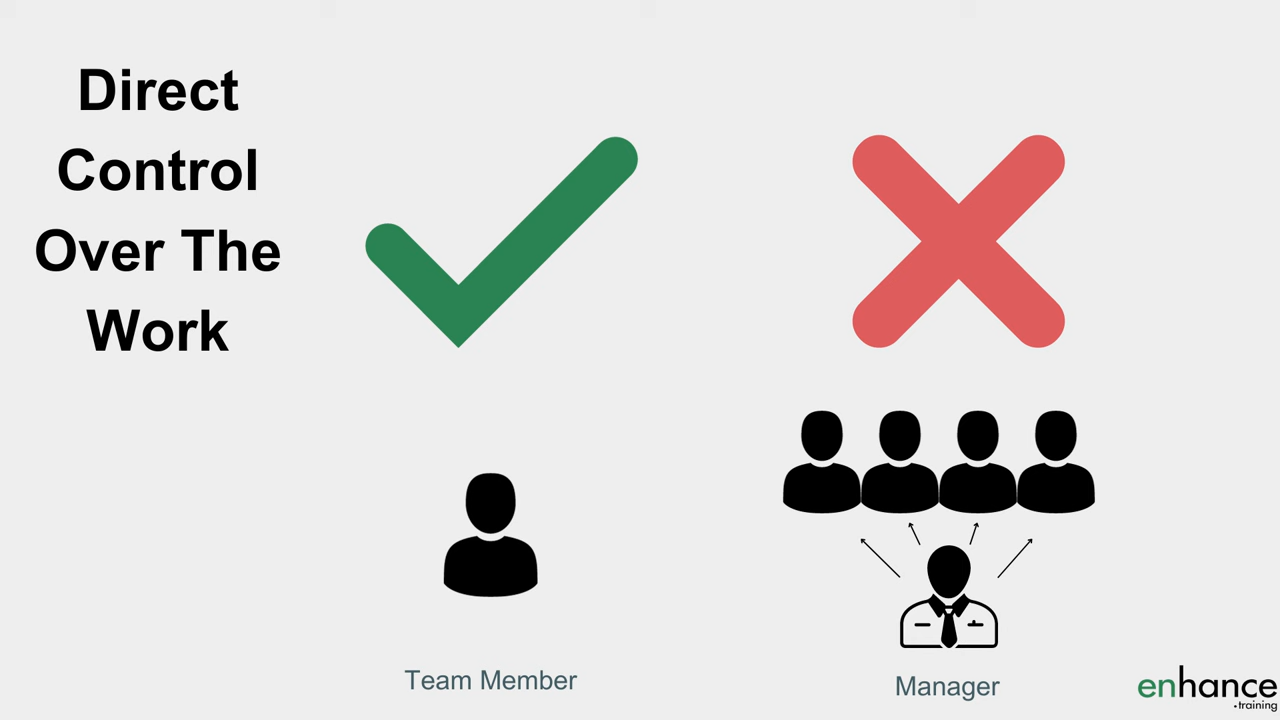 Direct
Control
Over The
Work
Team Member
Manager
enhance
.training